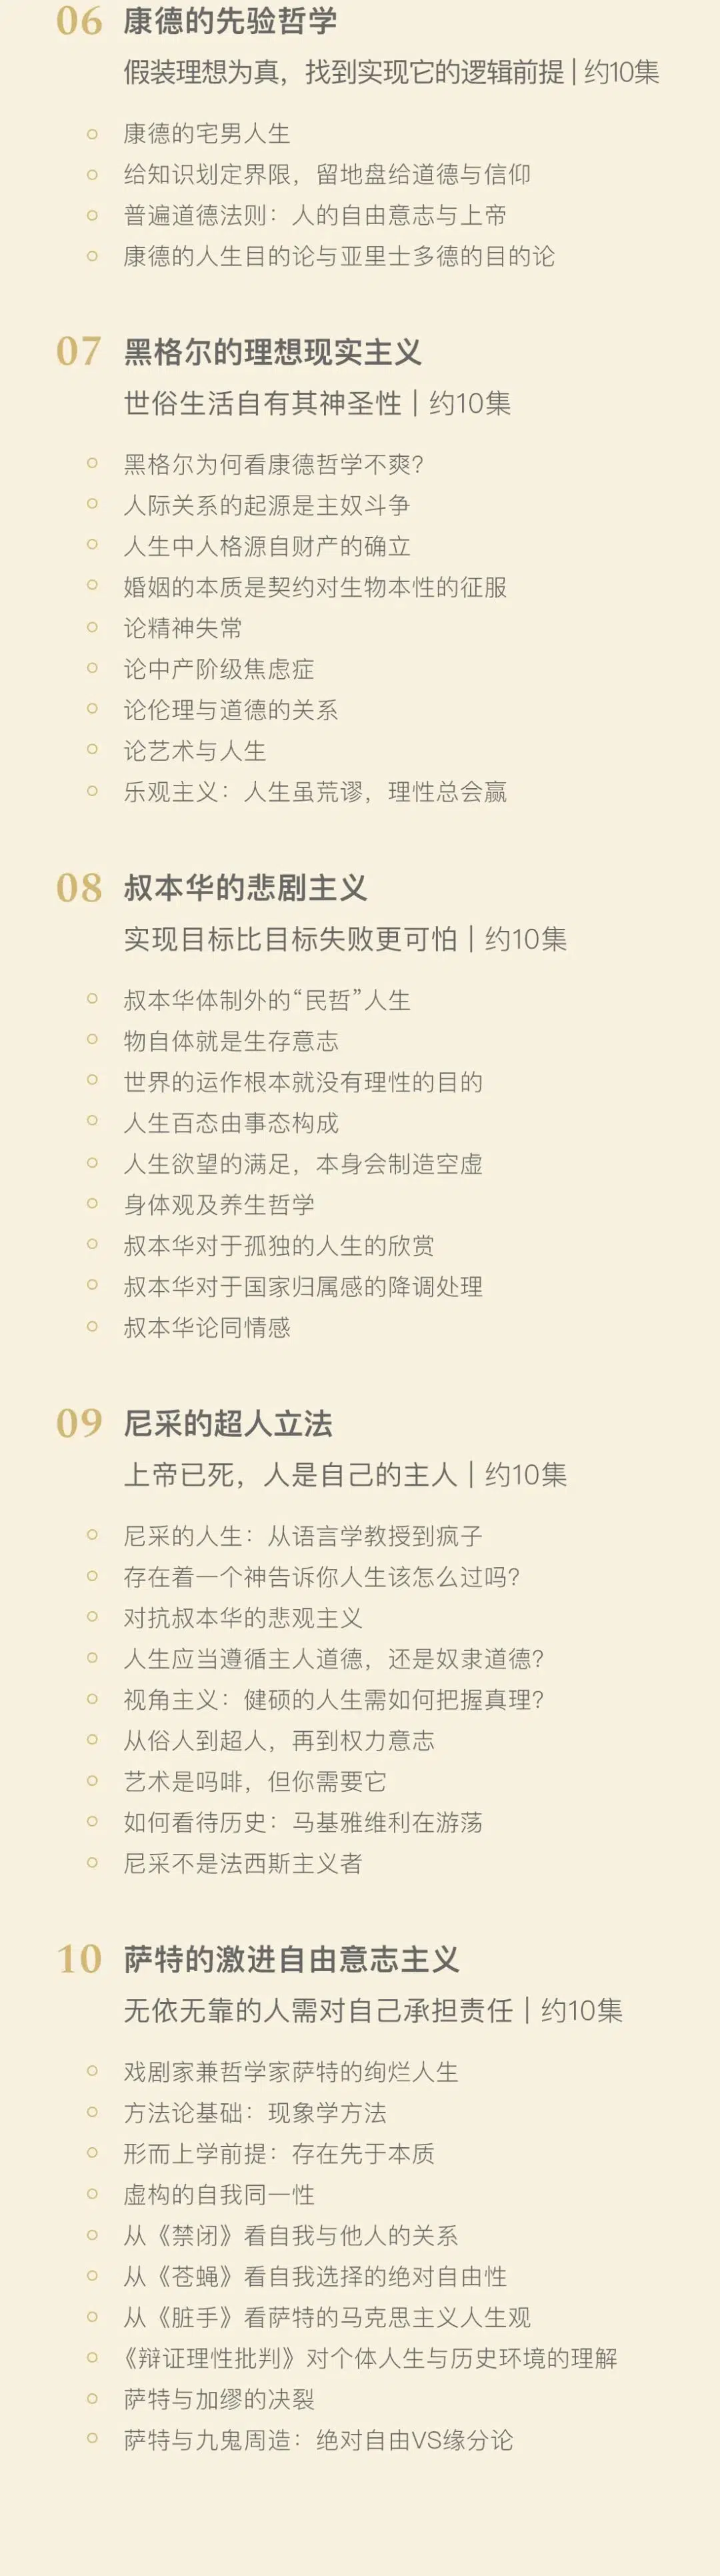 06 康德的先验哲学
假装理想为真，找到实现它的逻辑前提 | 约10集
康德的宅男人生
给知识划定界限，留地盘给道德与信仰
普遍道德法则：人的自由意志与上帝
康德的人生目的论与亚里士多德的目的论
07 黑格尔的理想现实主义
世俗生活自有其神圣性 | 约10集
黑格尔为何看康德哲学不爽？
人际关系的起源是主奴斗争
人生中人格源自财产的确立
婚姻的本质是契约对生物本性的征服
论精神失常
论中产阶级焦虑症
论伦理与道德的关系
论艺术与人生
乐观主义：人生虽荒谬，理性总会赢
08 叔本华的悲剧主义
实现目标比目标失败更可怕 | 约10集
叔本华体制外的“民哲”人生
物自体就是生存意志
世界的运作根本就没有理性的目的
人生百态由事态构成
人生欲望的满足，本身会制造空虚
身体观及养生哲学
叔本华对于孤独的人生的欣赏
叔本华对于国家归属感的降调处理
叔本华论同情感
09 尼采的超人立法
上帝已死，人是自己的主人 | 约10集
尼采的人生：从语言学教授到疯子
存在着一个神告诉你人生该怎么过吗？
对抗叔本华的悲观主义
人生应当遵循主人道德，还是奴隶道德？
视角主义：健硕的人生需如何把握真理？
从俗人到超人，再到权力意志
艺术是吗啡，但你需要它
如何看待历史：马基雅维利在游荡
尼采不是法西斯主义者
10 萨特的激进自由意志主义
无依无靠的人需对自己承担责任 | 约10集
戏剧家兼哲学家萨特的绚烂人生
方法论基础：现象学方法
形而上学前提：存在先于本质
虚构的自我同一性
从《禁闭》看自我与他人的关系
从《苍蝇》看自我选择的绝对自由性
从《脏手》看萨特的马克思主义人生观
《辩证理性批判》对个体人生与历史环境的理解
萨特与加缪的决裂
萨特与九鬼周造：绝对自由VS缘分论